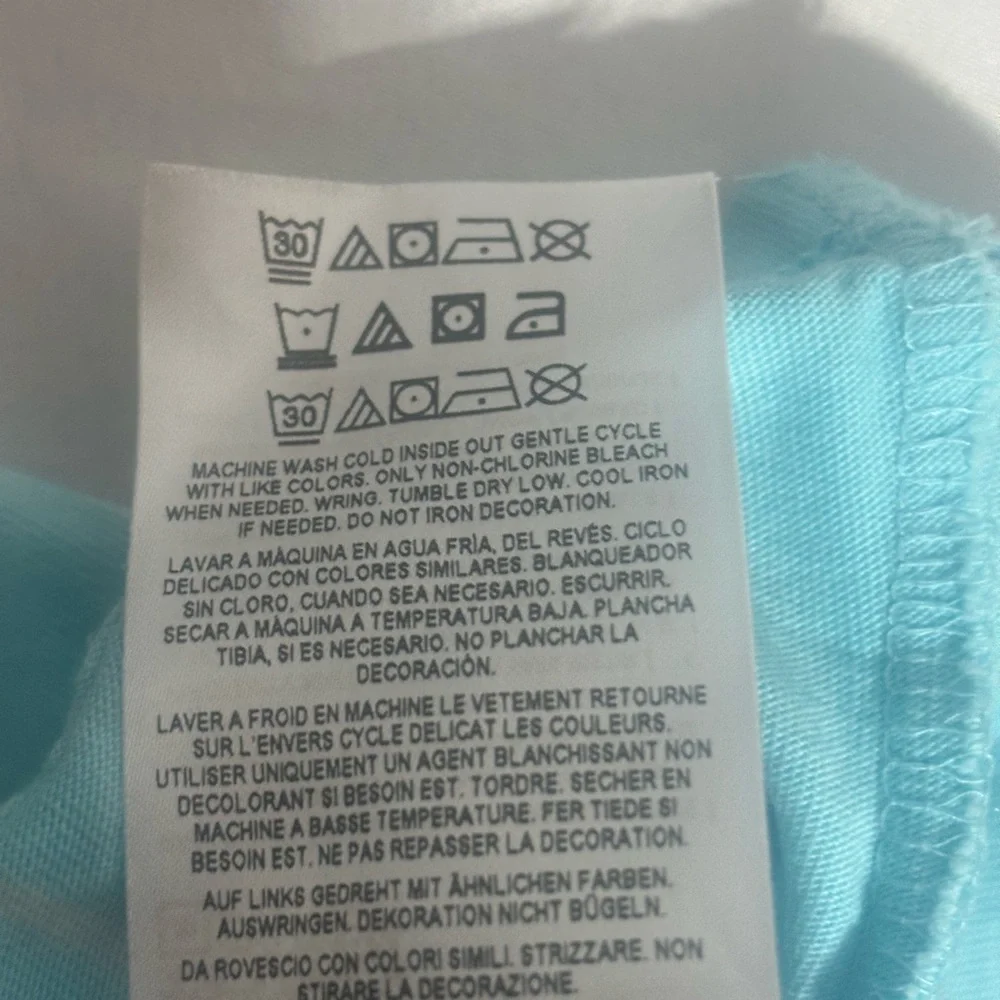 30
30
MACHINE WASH COLD INSIDE OUT GENTLE CYCLE
WITH LIKE COLORS. ONLY NON-CHLORINE BLEACH
WHEN NEEDED. WRING. TUMBLE DRY LOW. COOL IRON
IF NEEDED. DO NOT IRON DECORATION.
LAVAR A MÀQUINA EN AGUA FRÌA, DEL REVÉS. CICLO
DELICADO CON COLORES SIMILARES. BLANQUEADOR
SIN CLORO, CUANDO SEA NECESARIO. ESCURRIR.
SECAR A MÀQUINA A TEMPERATURA BAJA. PLANCHA
TIBIA, SI ES NECESARIO. NO PLANCHAR LA
DECORACIÓN.
LAVER A FROID EN MACHINE LE VETEMENT RETOURNE
SUR L'ENVERS CYCLE DELICAT LES COULEURS.
UTILISER UNIQUEMENT UN AGENT BLANCHISSANT NON
DECOLORANT SI BESOIN EST. TORDRE. SECHER EN
MACHINE A BASSE TEMPERATURE. FER TIEDE SI
BESOIN EST. NE PAS REPASSER LA DECORATION.
AUF LINKS GEDREHT MIT ÄHNLICHEN FARBEN.
AUSWRINGEN. DEKORATION NICHT BÜGELN.
DA ROVESCIO CON COLORI SIMILI. STRIZZARE. NON
STIRARE LA DECORAZIONE.